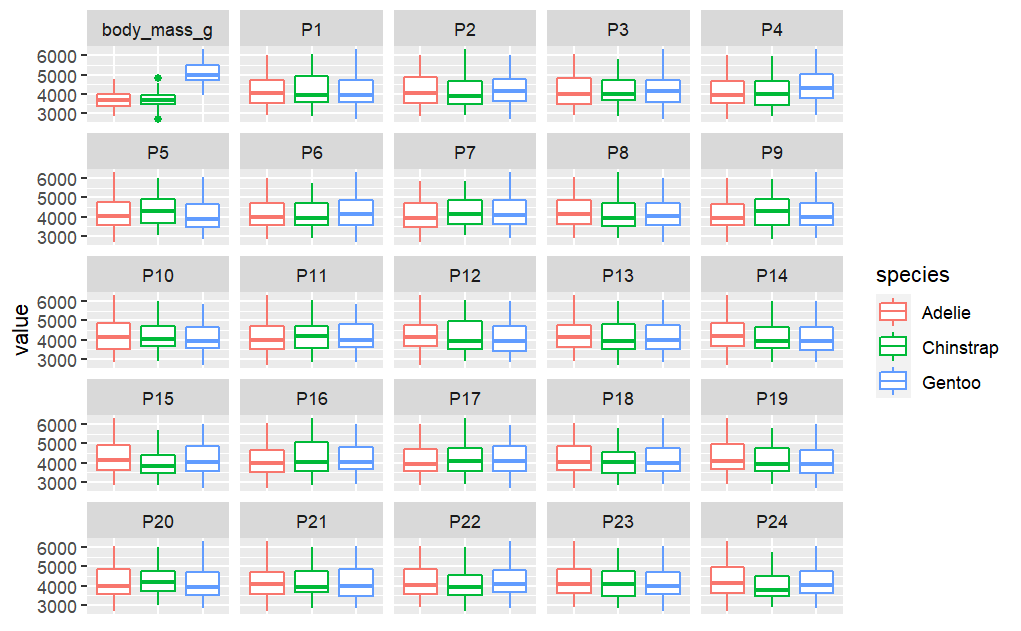 body_mass_g P1 P2 P3 P4
6000
5000
4000
3000
P5 P6 P7 P8 P9
6000
5000
4000
3000
P10 P11 P12 P13 P14
6000
5000
4000
3000
P15 P16 P17 P18 P19
6000
5000
4000
3000
P20 P21 P22 P23 P24
6000
5000
4000
3000
value
species
Adelie
Chinstrap
Gentoo